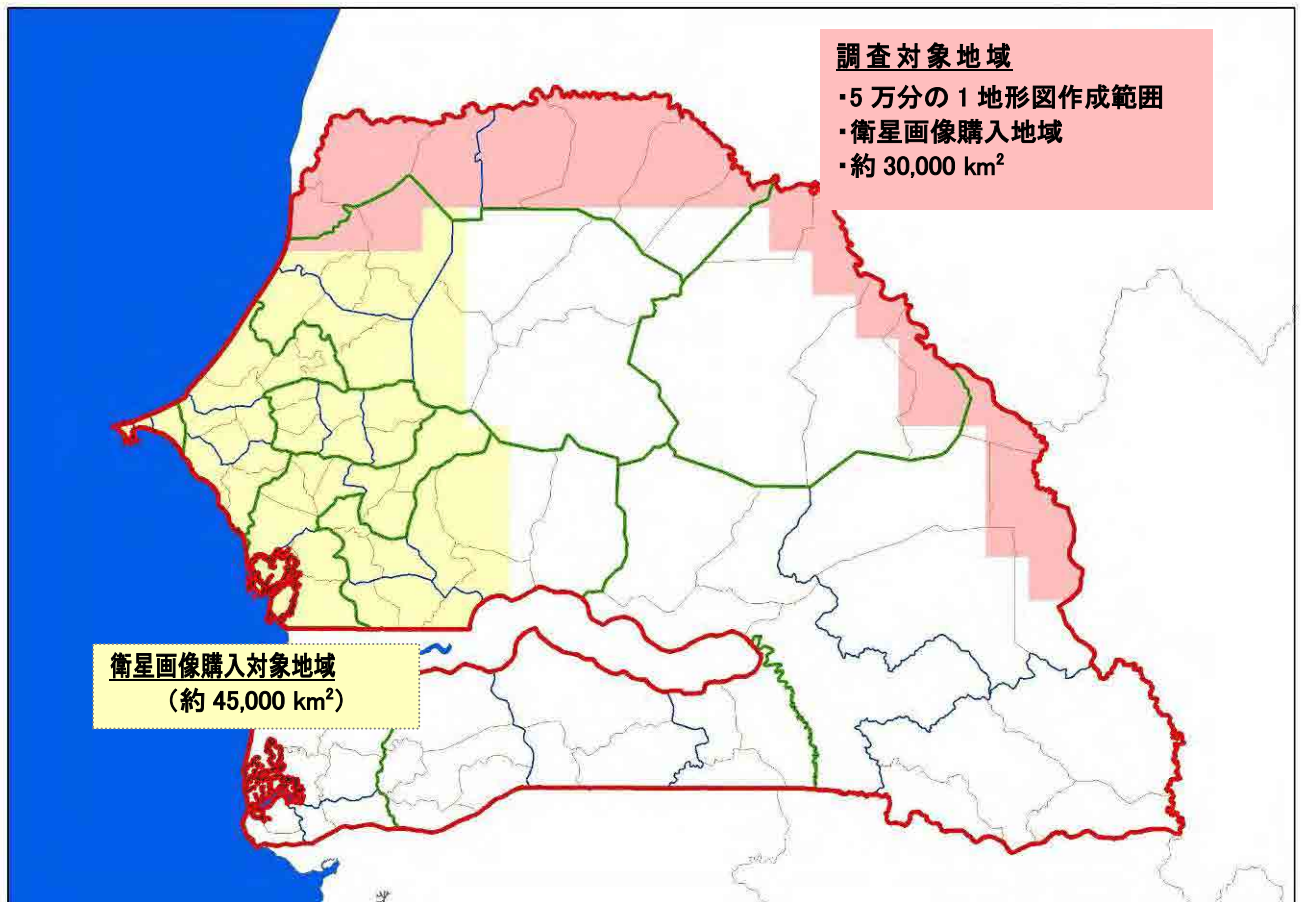 調査対象地域
・5 万分の 1 地形図作成範囲
・衛星画像購入地域
・約 30,000 km²
衛星画像購入対象地域
（約 45,000 km²）